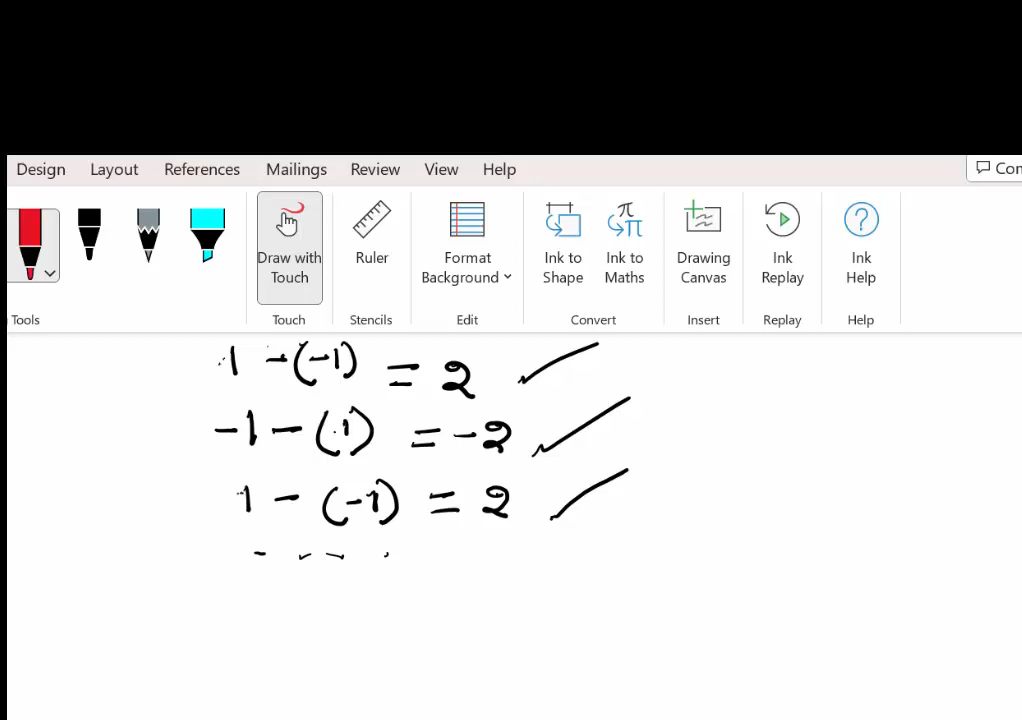 Design Layout References Mailings Review View Help Con
Draw with Touch Ruler Format Background Ink to Shape Ink to Maths Drawing Canvas Ink Replay Ink Help
Tools Touch Stencils Edit Convert Insert Replay Help
1 - (-1) = 2
-1 - (1) = -2
1 - (-1) = 2